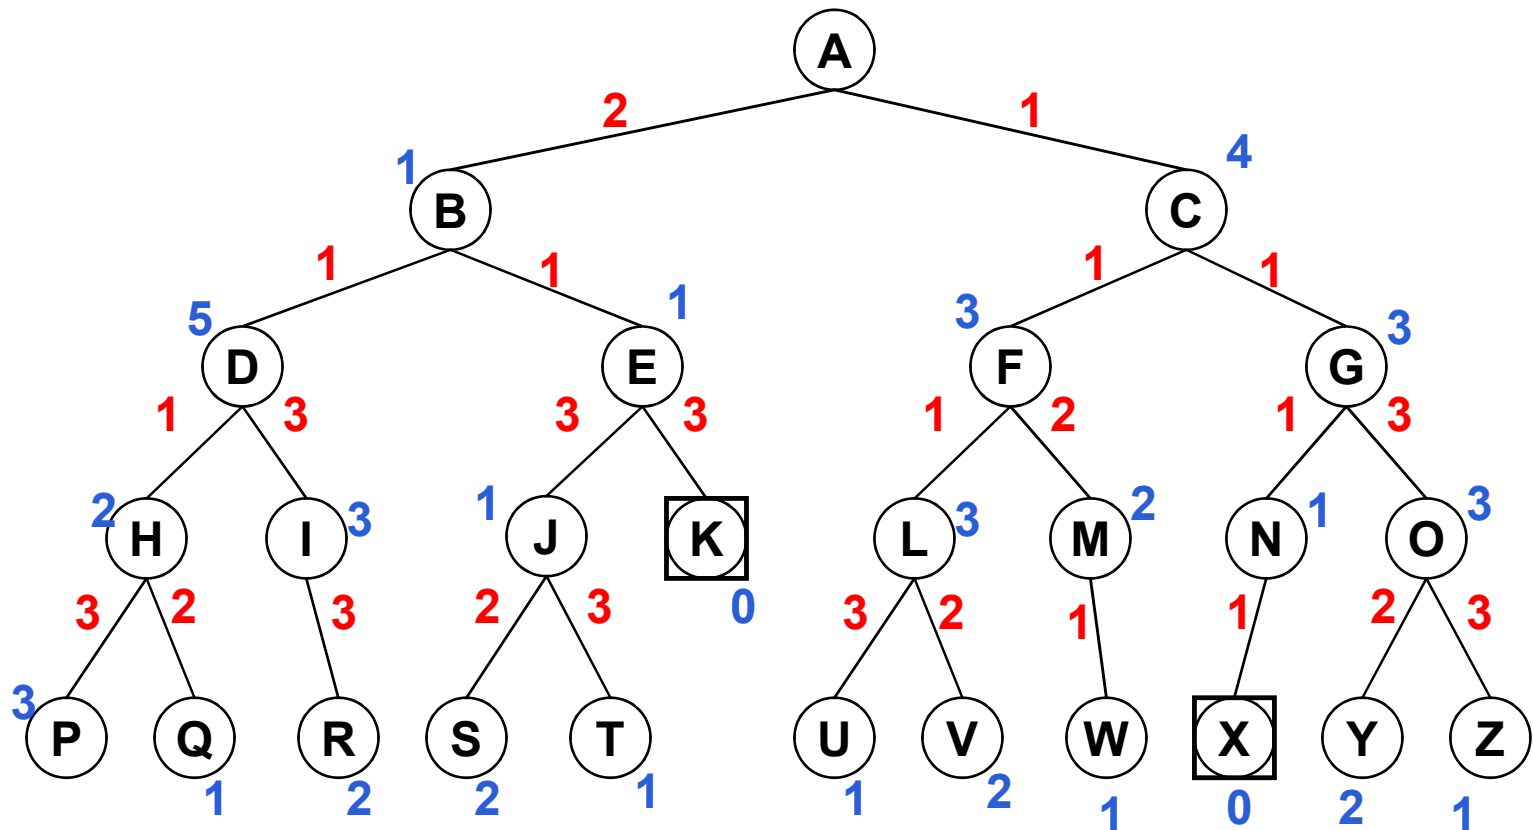 A
2 1
1 4
B C
1 1 1 1
5 1 3 3
D E F G
1 3 3 3 1 2 1 3
2 3 1 3 2 1 3
H I J K L M N O
3 2 3 2 3 0 3 2 1 1 2 3
3
P Q R S T U V W X Y Z
1 2 2 1 1 2 1 0 2 1